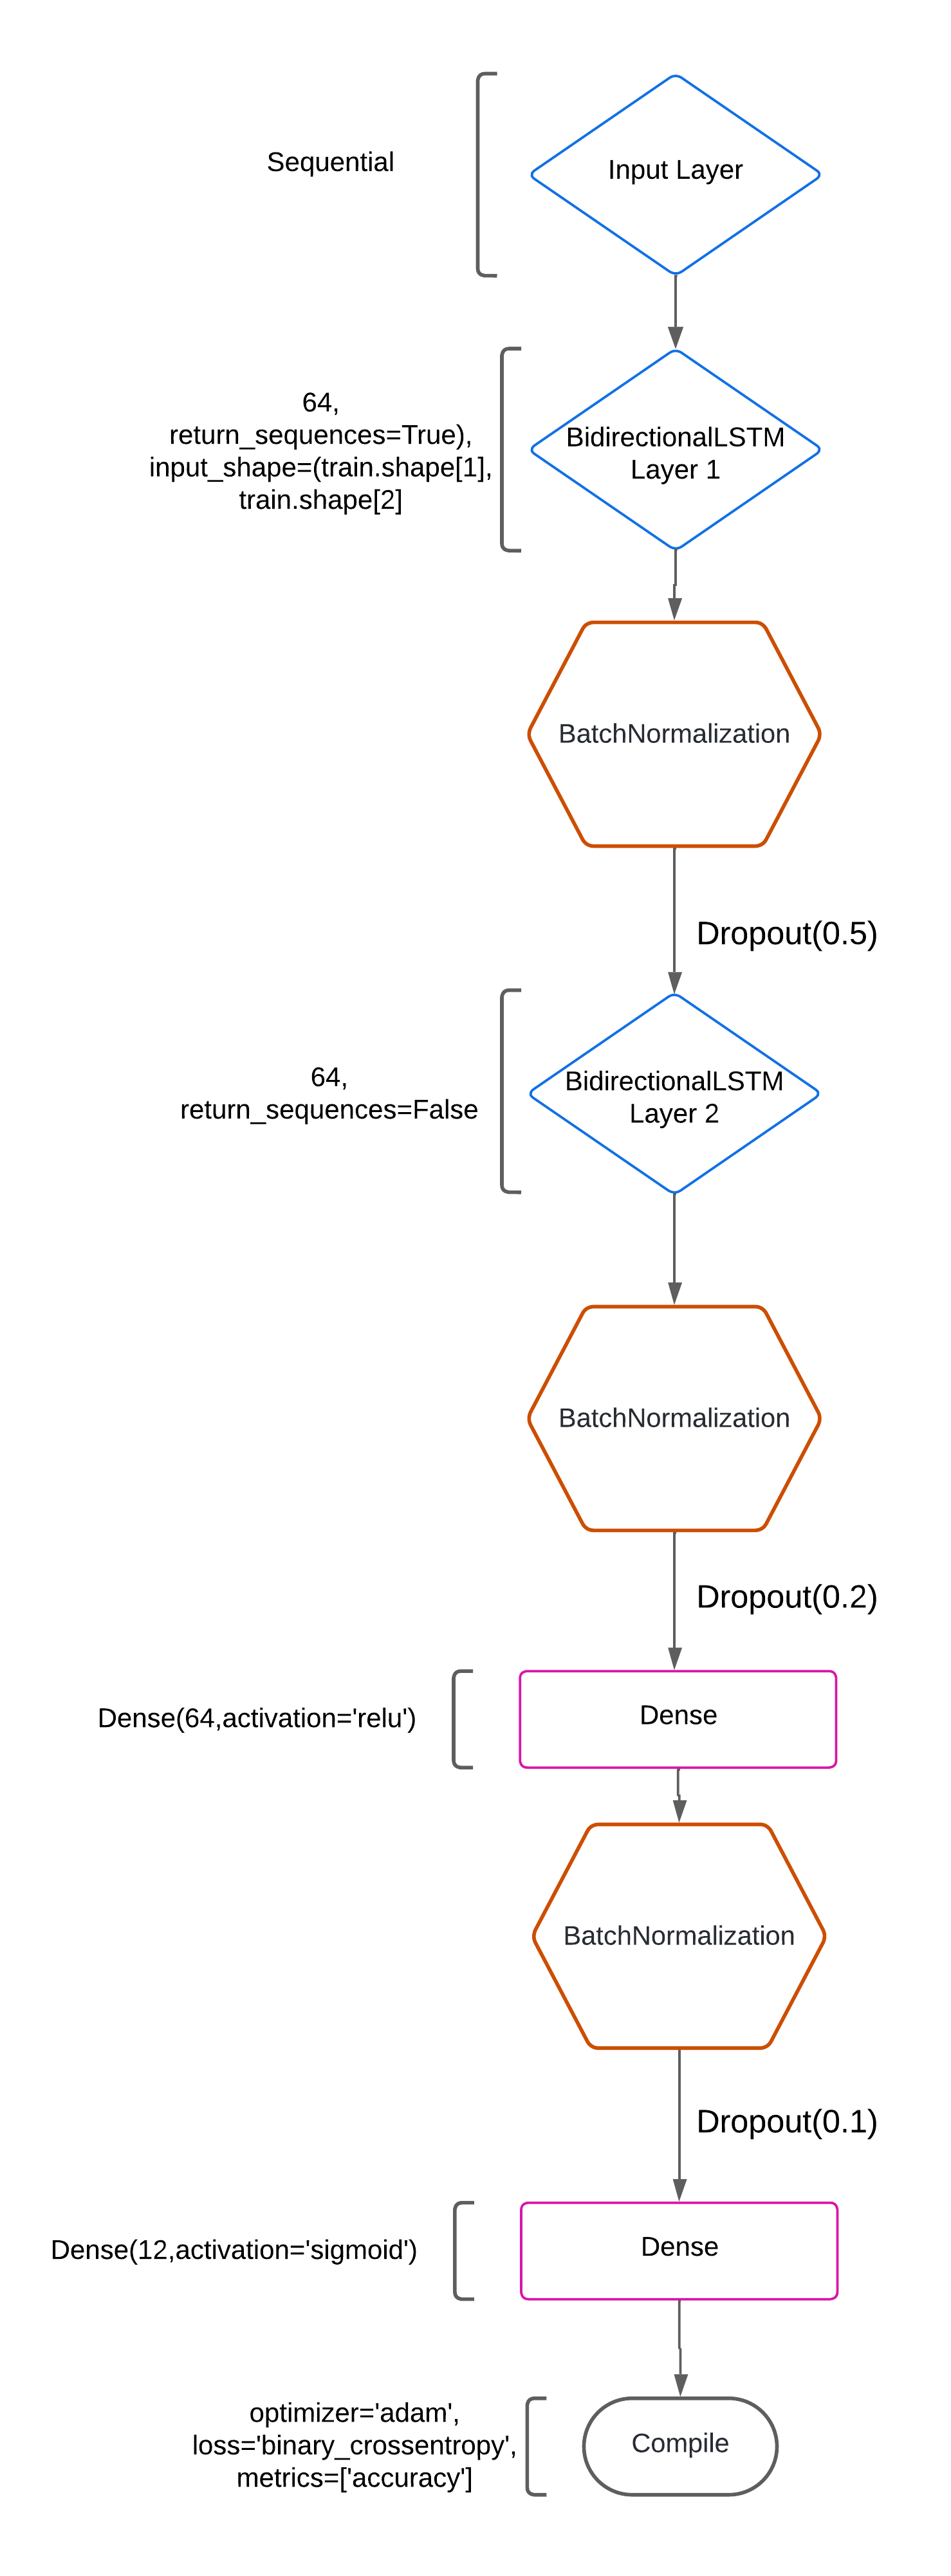 Sequential
Input Layer
64,
return_sequences=True),
input_shape=(train.shape[1],
train.shape[2]
BidirectionalLSTM
Layer 1
BatchNormalization
Dropout(0.5)
64,
return_sequences=False
BidirectionalLSTM
Layer 2
BatchNormalization
Dropout(0.2)
Dense(64,activation='relu')
Dense
BatchNormalization
Dropout(0.1)
Dense(12,activation='sigmoid')
Dense
optimizer='adam',
loss='binary_crossentropy',
metrics=['accuracy']
Compile